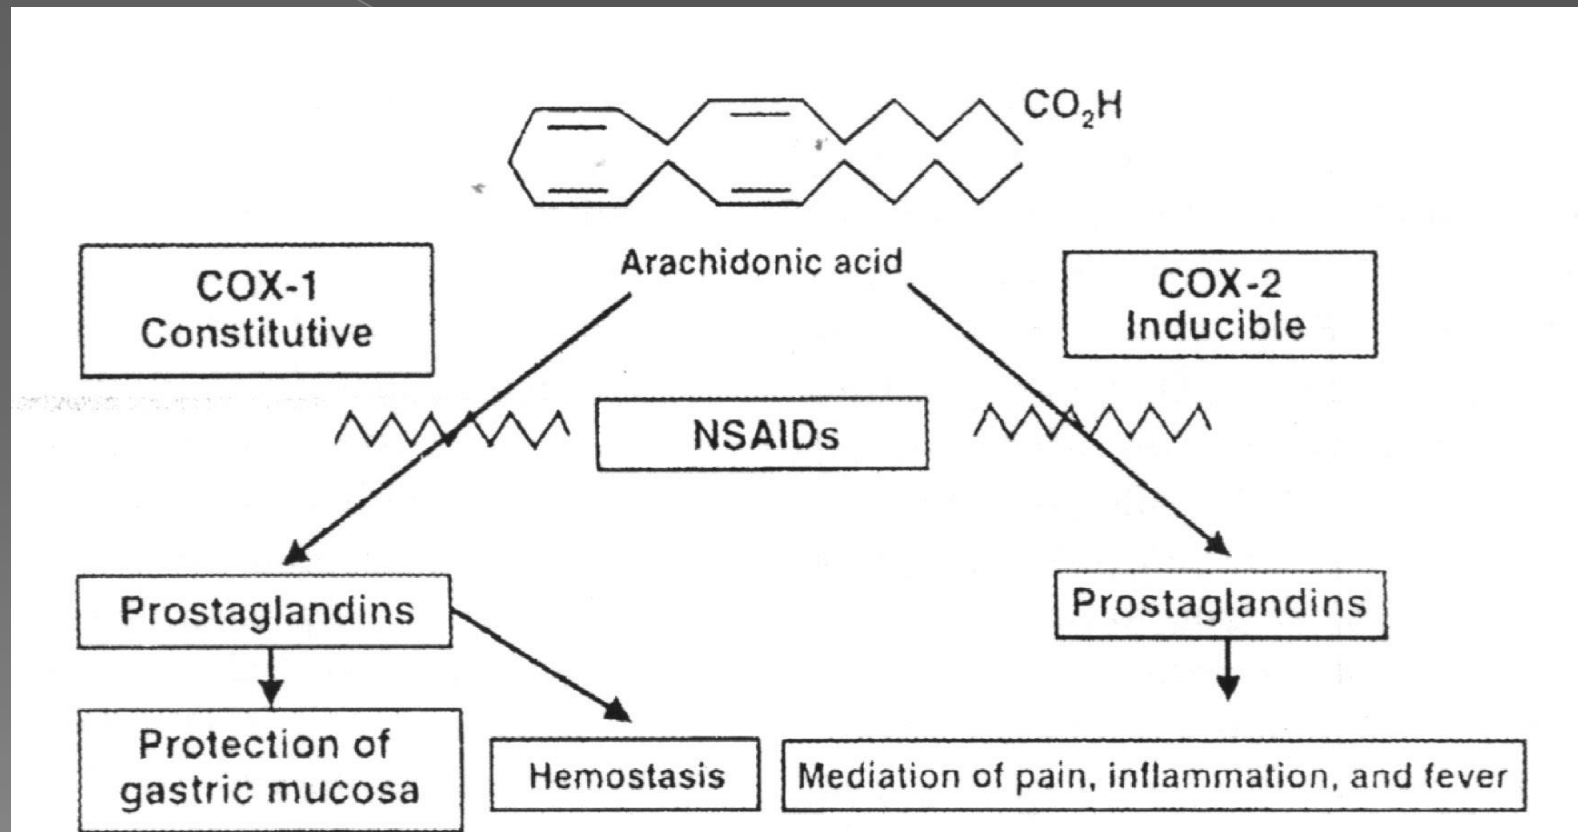 CO₂H
Arachidonic acid
COX-1
Constitutive
COX-2
Inducible
NSAIDs
Prostaglandins
Prostaglandins
Protection of
gastric mucosa
Hemostasis
Mediation of pain, inflammation, and fever